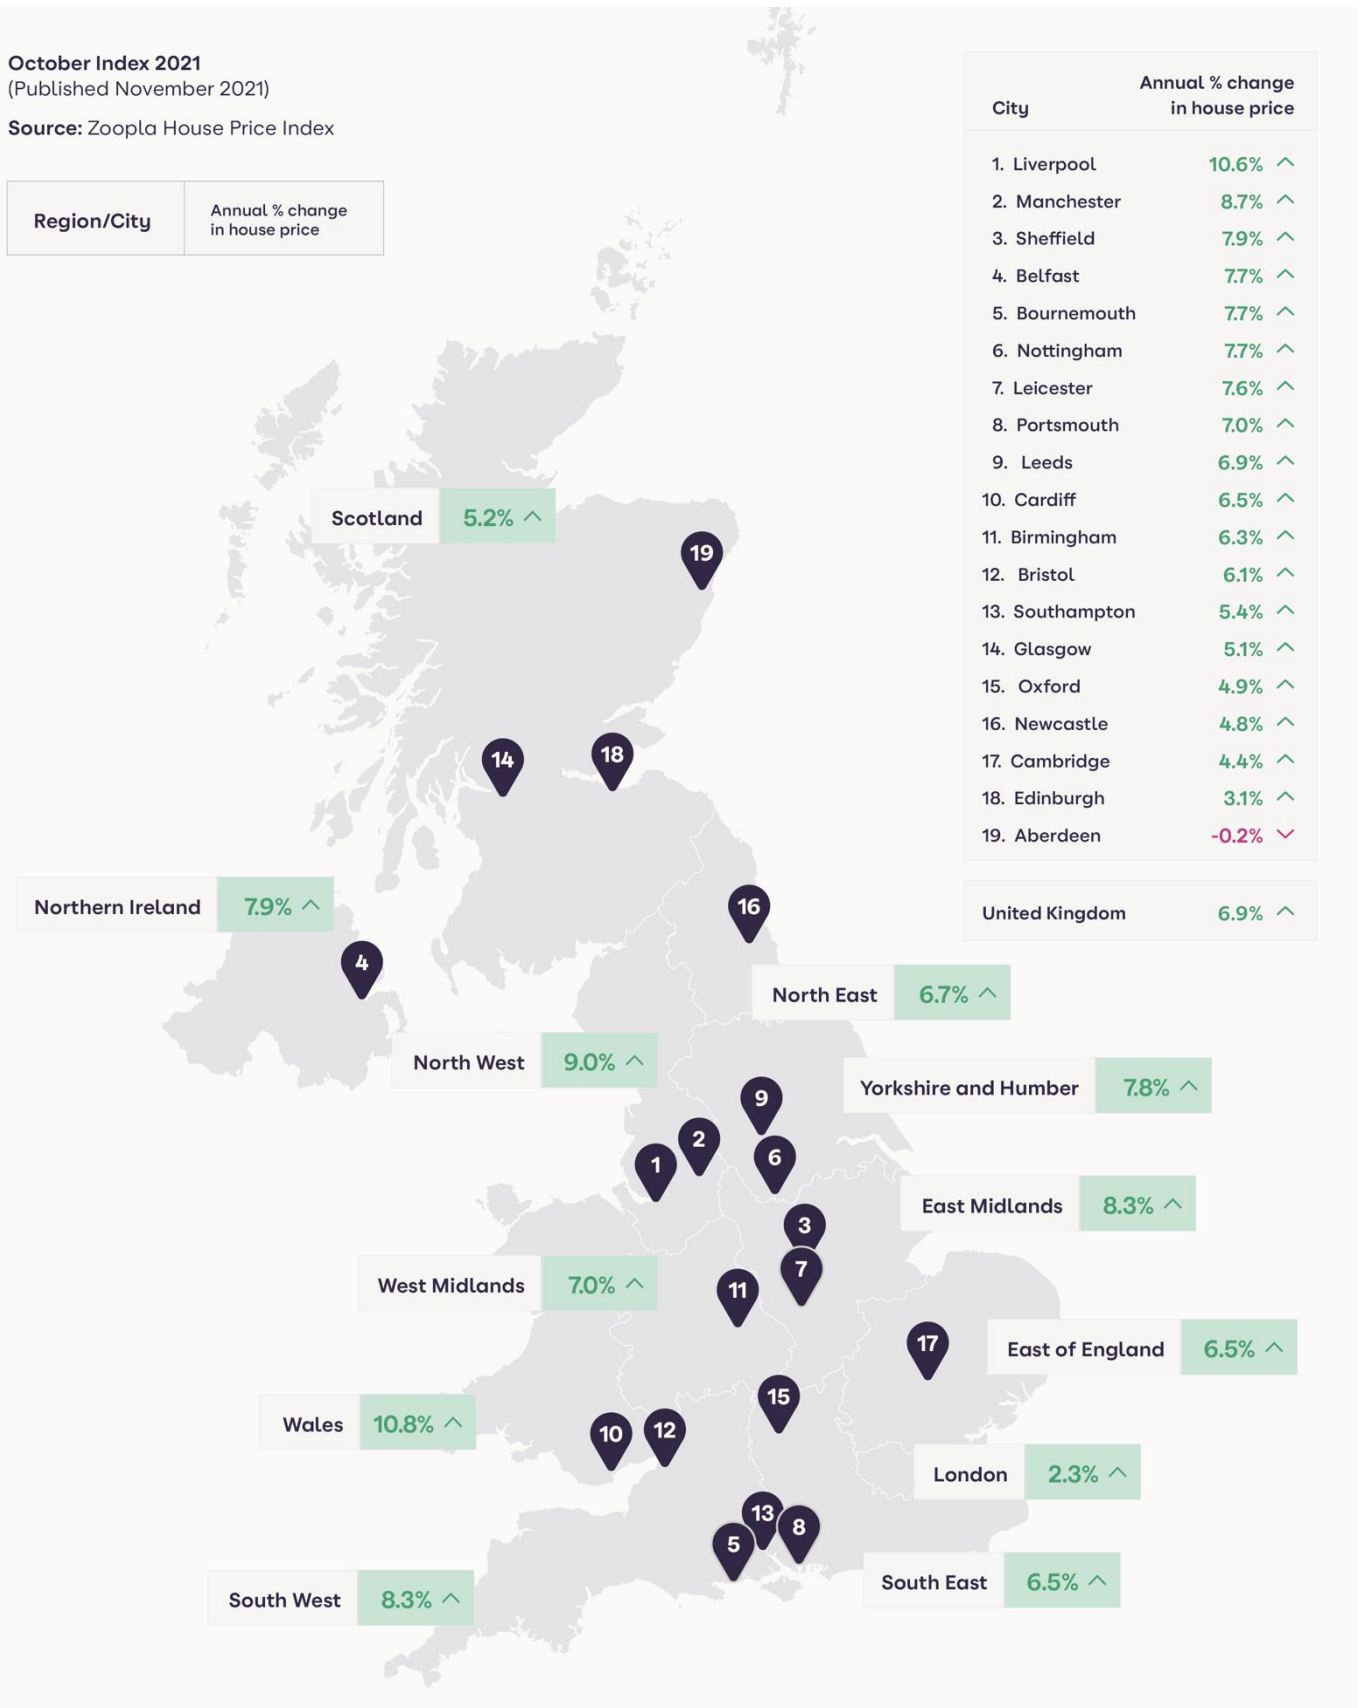 October Index 2021
(Published November 2021)
Source: Zoopla House Price Index
Region/City
Annual % change
in house price
City
Annual % change
in house price
1. Liverpool 10.6%
2. Manchester 8.7%
3. Sheffield 7.9%
4. Belfast 7.7%
5. Bournemouth 7.7%
6. Nottingham 7.7%
7. Leicester 7.6%
8. Portsmouth 7.0%
9. Leeds 6.9%
10. Cardiff 6.5%
11. Birmingham 6.3%
12. Bristol 6.1%
13. Southampton 5.4%
14. Glasgow 5.1%
15. Oxford 4.9%
16. Newcastle 4.8%
17. Cambridge 4.4%
18. Edinburgh 3.1%
19. Aberdeen -0.2%
United Kingdom 6.9%
Scotland 5.2%
19
14
18
Northern Ireland 7.9%
16
4
North East 6.7%
North West 9.0%
Yorkshire and Humber 7.8%
9
2
1
6
East Midlands 8.3%
3
7
West Midlands 7.0%
11
17
East of England 6.5%
15
Wales 10.8%
10
12
London 2.3%
13
8
5
South East 6.5%
South West 8.3%